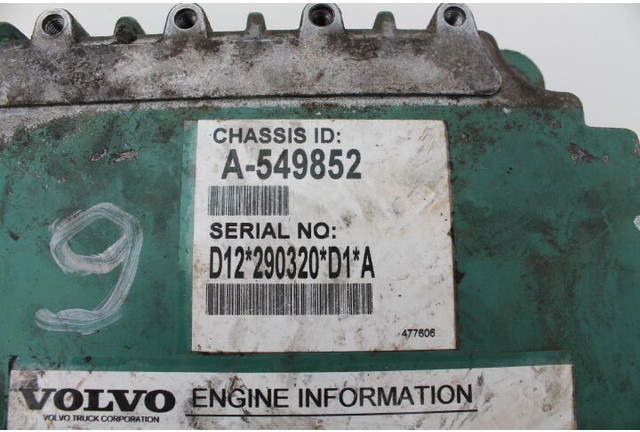 CHASSIS ID:
A-549852
SERIAL NO:
D12*290320*D1*A
477606
9
VOLVO ENGINE INFORMATION
VOLVO TRUCK CORPORATION